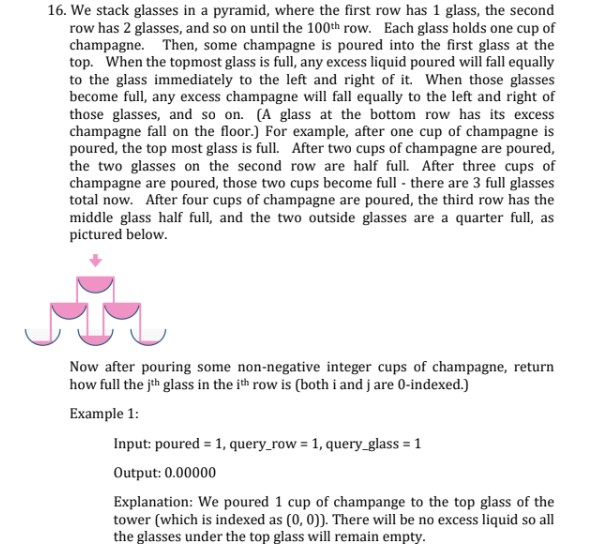 16. We stack glasses in a pyramid, where the first row has 1 glass, the second
row has 2 glasses, and so on until the 100th row. Each glass holds one cup of
champagne. Then, some champagne is poured into the first glass at the
top. When the topmost glass is full, any excess liquid poured will fall equally
to the glass immediately to the left and right of it. When those glasses
become full, any excess champagne will fall equally to the left and right of
those glasses, and so on. (A glass at the bottom row has its excess
champagne fall on the floor.) For example, after one cup of champagne is
poured, the top most glass is full. After two cups of champagne are poured,
the two glasses on the second row are half full. After three cups of
champagne are poured, those two cups become full - there are 3 full glasses
total now. After four cups of champagne are poured, the third row has the
middle glass half full, and the two outside glasses are a quarter full, as
pictured below.
Now after pouring some non-negative integer cups of champagne, return
how full the jth glass in the ith row is (both i and j are 0-indexed.)
Example 1:
Input: poured = 1, query_row = 1, query_glass = 1
Output: 0.00000
Explanation: We poured 1 cup of champange to the top glass of the
tower (which is indexed as (0, 0)). There will be no excess liquid so all
the glasses under the top glass will remain empty.